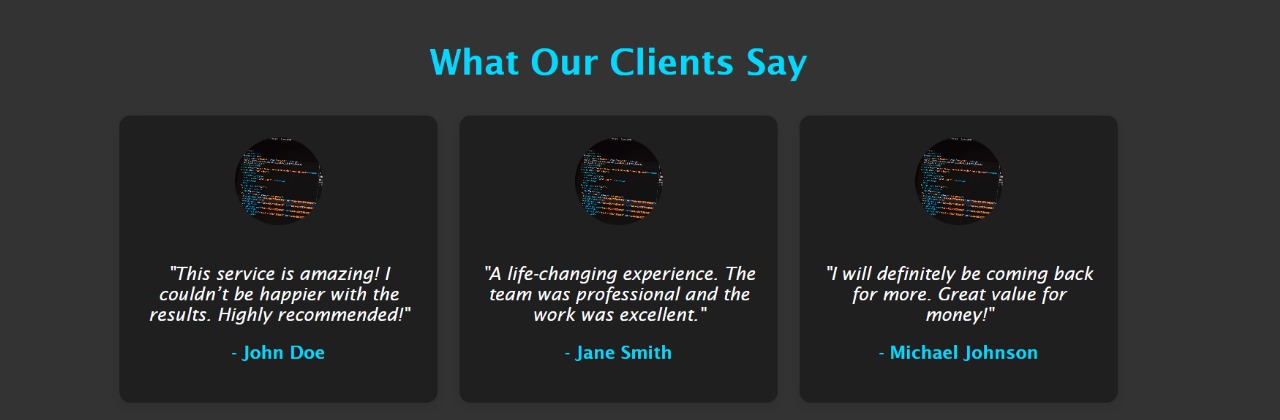 What Our Clients Say
"This service is amazing! I
couldn’t be happier with the
results. Highly recommended!"
- John Doe
"A life-changing experience. The
team was professional and the
work was excellent."
- Jane Smith
"I will definitely be coming back
for more. Great value for
money!"
- Michael Johnson